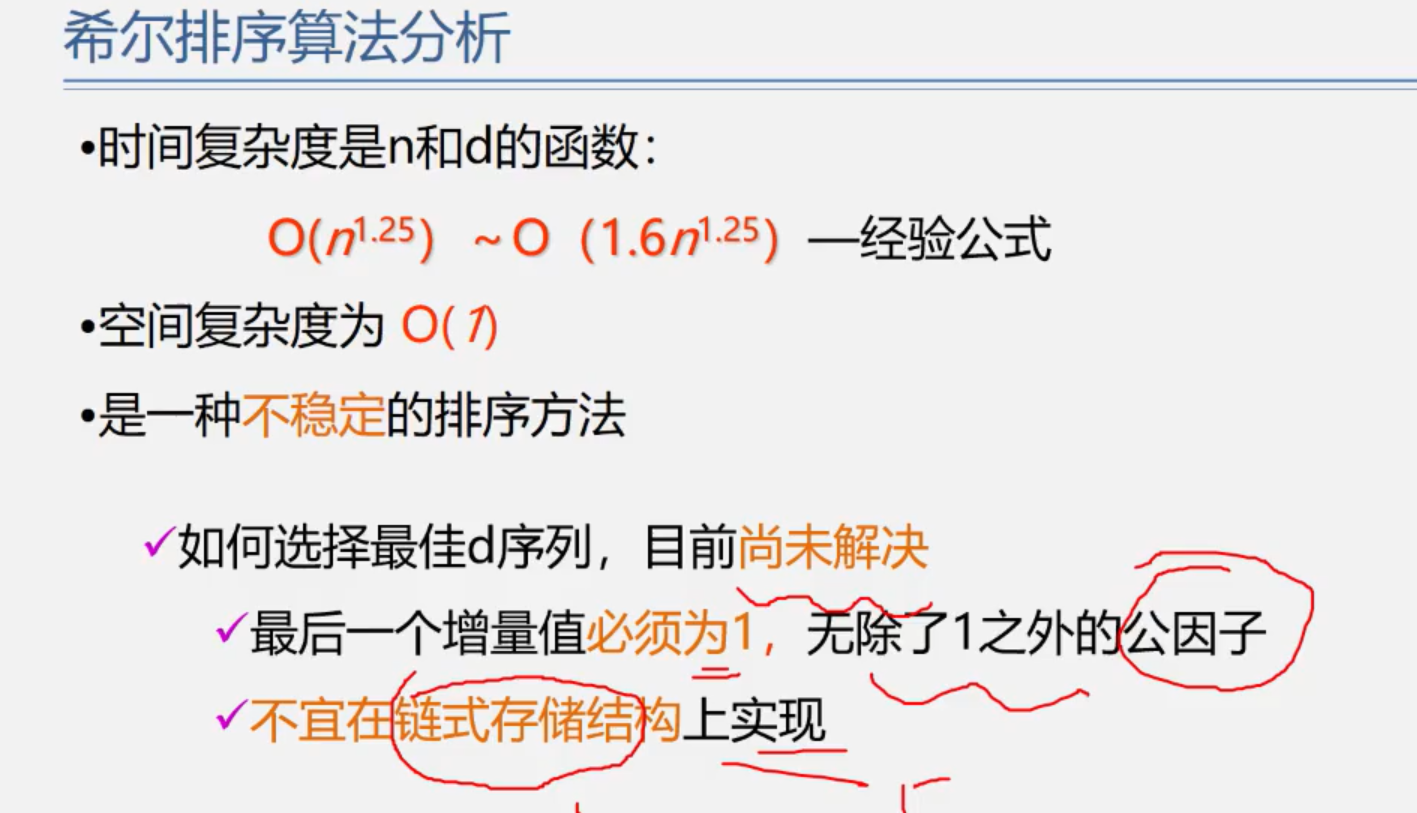 希尔排序算法分析
•时间复杂度是n和d的函数：
O(n^1.25) ~ O（1.6n^1.25）—经验公式
•空间复杂度为 O(1)
•是一种不稳定的排序方法
✓如何选择最佳d序列，目前尚未解决
✓最后一个增量值必须为1，无除了1之外的公因子
✓不宜在链式存储结构上实现